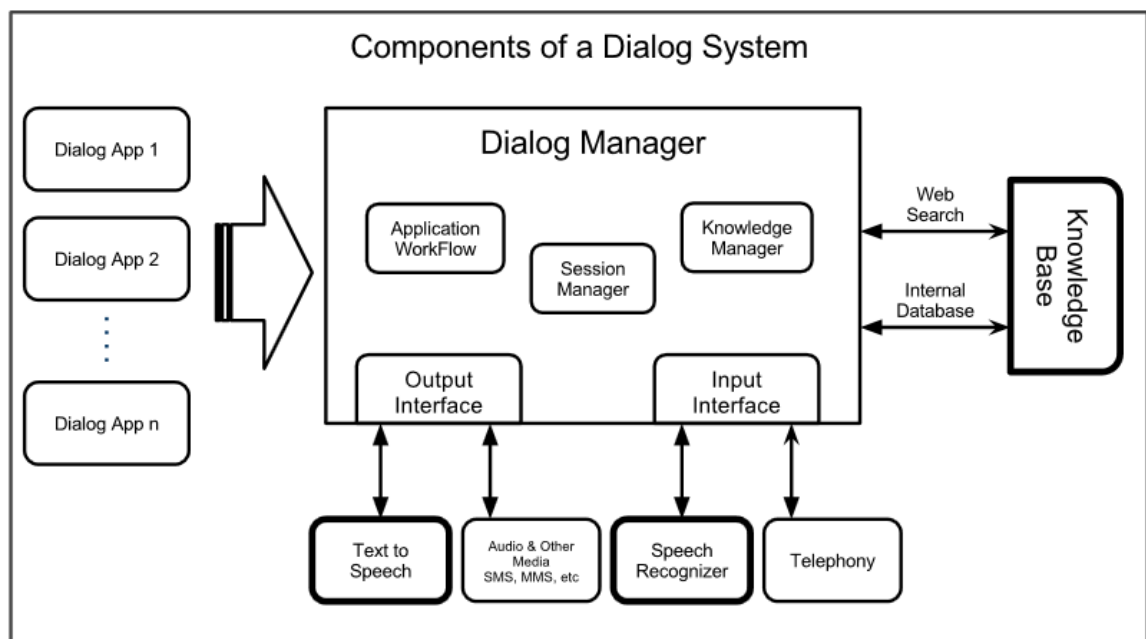 Components of a Dialog System
Dialog App 1
Dialog App 2
Dialog App n
Dialog Manager
Application
WorkFlow
Session
Manager
Knowledge
Manager
Output
Interface
Input
Interface
Web
Search
Internal
Database
Knowledge
Base
Text to
Speech
Audio & Other
Media
SMS, MMS, etc
Speech
Recognizer
Telephony